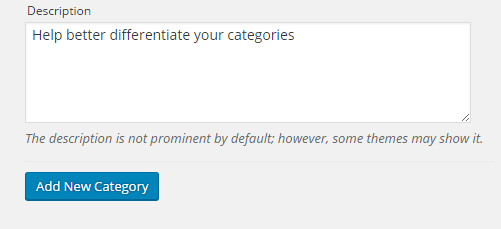 Description
Help better differentiate your categories
The description is not prominent by default; however, some themes may show it.
Add New Category